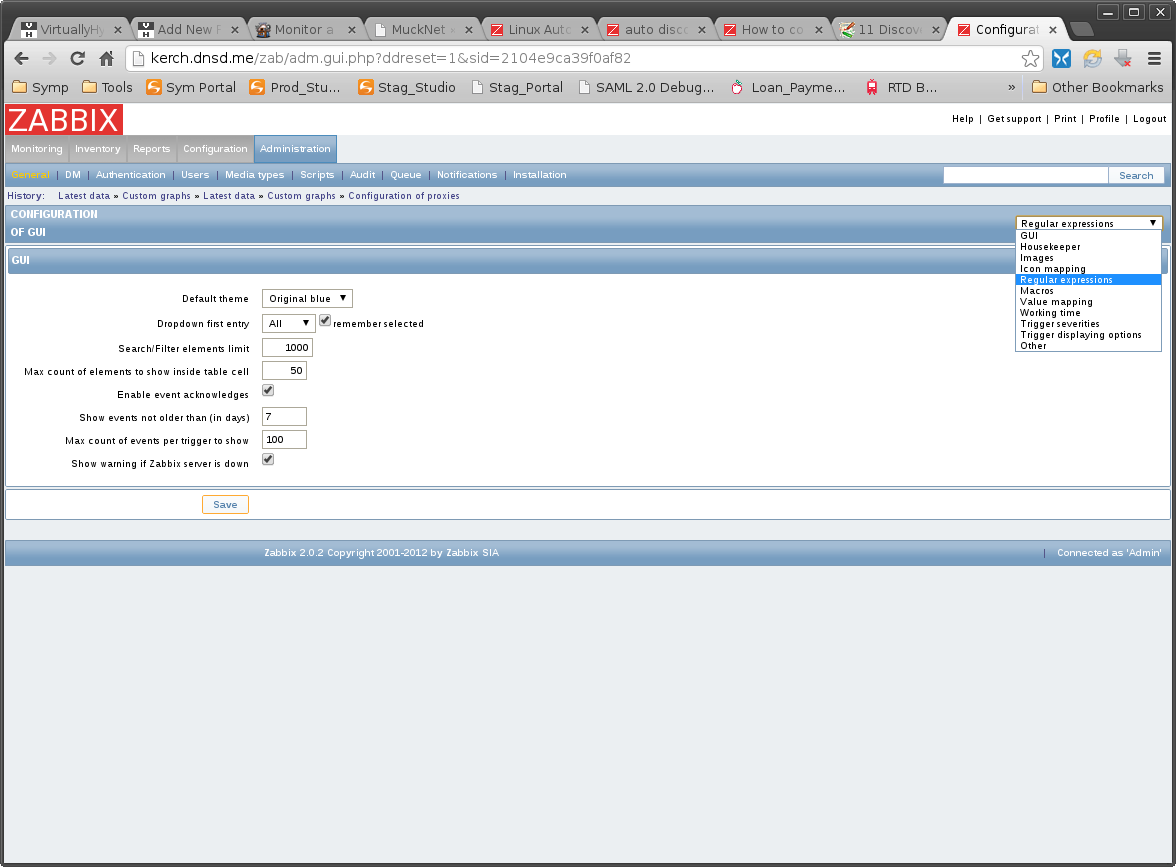 VirtuallyHy
Add New F
Monitor a
MuckNet
Linux Auto
auto disco
How to co
11 Discov
Configurat
kerch.dnsd.me/zab/adm.gui.php?ddreset=1&sid=2104e9ca39f0af82
Symp Tools Sym Portal Prod_Stu... Stag_Studio Stag_Portal SAML 2.0 Debug... Loan_Payme... RTD B... » Other Bookmarks
ZABBIX
Help | Get support | Print | Profile | Logout
Monitoring Inventory Reports Configuration Administration
General | DM | Authentication | Users | Media types | Scripts | Audit | Queue | Notifications | Installation Search
History: Latest data » Custom graphs » Latest data » Custom graphs » Configuration of proxies
CONFIGURATION
OF GUI
Regular expressions
GUI
Housekeeper
Images
Icon mapping
Regular expressions
Macros
Value mapping
Working time
Trigger severities
Trigger displaying options
Other
GUI
Default theme Original blue
Dropdown first entry All remember selected
Search/Filter elements limit 1000
Max count of elements to show inside table cell 50
Enable event acknowledges
Show events not older than (in days) 7
Max count of events per trigger to show 100
Show warning if Zabbix server is down
Save
Zabbix 2.0.2 Copyright 2001-2012 by Zabbix SIA | Connected as 'Admin'